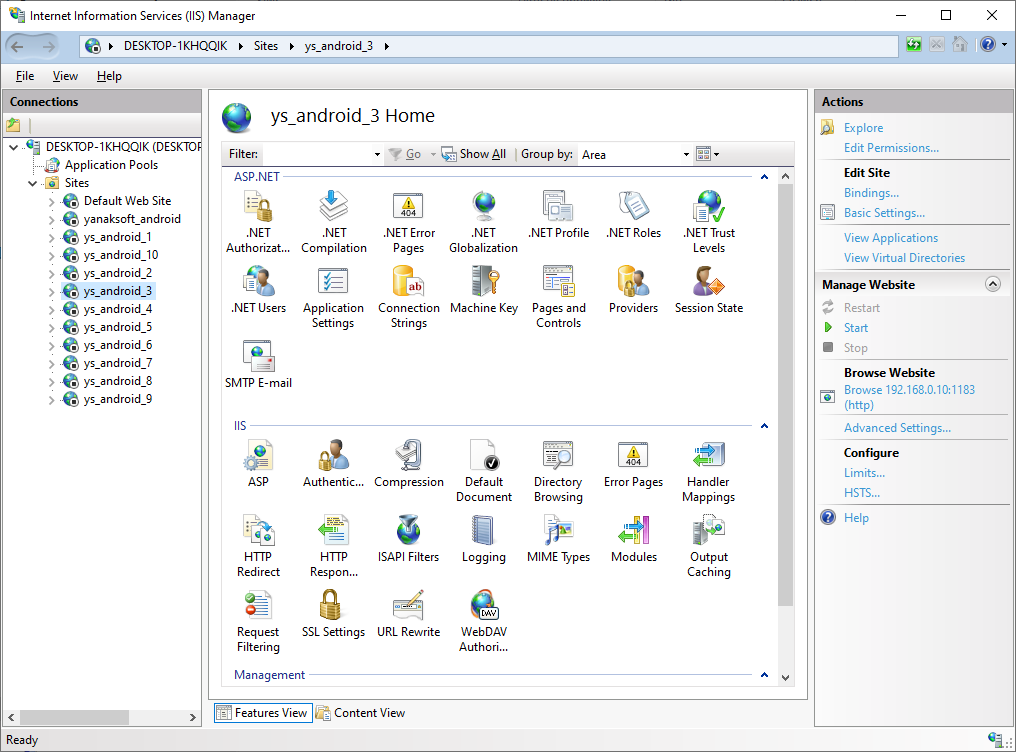 Internet Information Services (IIS) Manager
DESKTOP-1KHQQIK Sites ys_android_3
File View Help
Connections
DESKTOP-1KHQQIK (DESKTOP
Application Pools
Sites
Default Web Site
yanaksoft_android
ys_android_1
ys_android_10
ys_android_2
ys_android_3
ys_android_4
ys_android_5
ys_android_6
ys_android_7
ys_android_8
ys_android_9
ys_android_3 Home
Filter: Go Show All Group by: Area
ASP.NET
.NET Authorizat...
.NET Compilation
.NET Error Pages
.NET Globalization
.NET Profile
.NET Roles
.NET Trust Levels
.NET Users
Application Settings
Connection Strings
Machine Key
Pages and Controls
Providers
Session State
SMTP E-mail
IIS
ASP
Authentic...
Compression
Default Document
Directory Browsing
Error Pages
Handler Mappings
HTTP Redirect
HTTP Respon...
ISAPI Filters
Logging
MIME Types
Modules
Output Caching
Request Filtering
SSL Settings
URL Rewrite
WebDAV Authori...
Management
Features View Content View
Actions
Explore
Edit Permissions...
Edit Site
Bindings...
Basic Settings...
View Applications
View Virtual Directories
Manage Website
Restart
Start
Stop
Browse Website
Browse 192.168.0.10:1183
(http)
Advanced Settings...
Configure
Limits...
HSTS...
Help
Ready